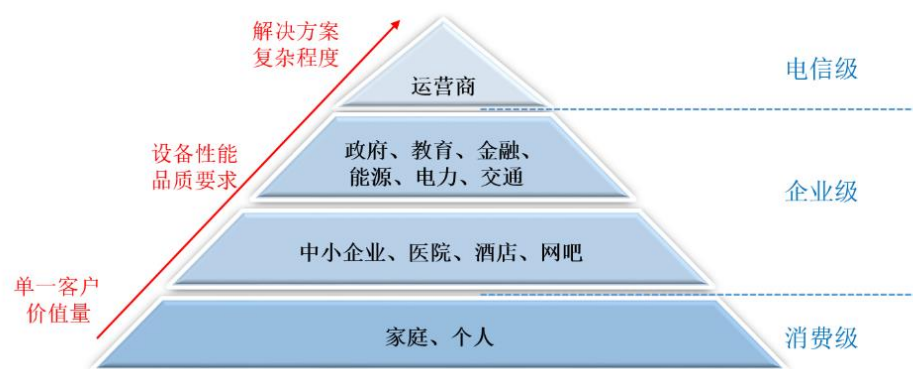 解决方案
复杂程度
电信级
运营商
设备性能
品质要求
政府、教育、金融、
能源、电力、交通
企业级
中小企业、医院、酒店、网吧
单一客户
价值量
家庭、个人
消费级